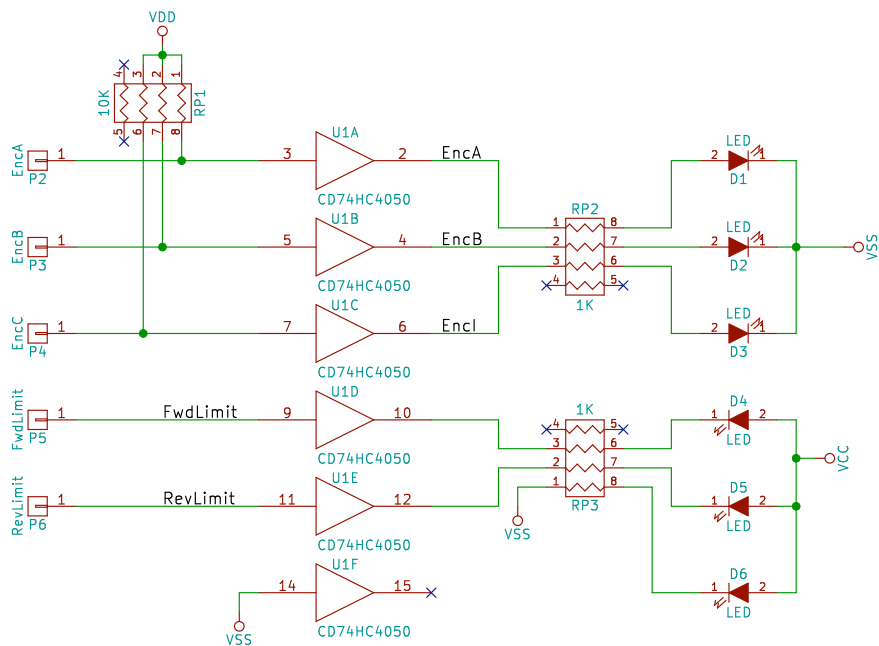 VDD
4 3 2 1
10K RP1
5 6 7 8
EncA 1 P2
3 U1A 2 EncA
CD74HC4050
LED
2 1
D1
EncB 1 P3
5 U1B 4 EncB
CD74HC4050
RP2
1 8
2 7
3 6
4 5
1K
LED
2 1
D2
VSS
EncC 1 P4
7 U1C 6 EncI
CD74HC4050
LED
2 1
D3
FwdLimit 1 P5
FwdLimit
9 U1D 10
CD74HC4050
1K
4 5
3 6
2 7
1 8
RP3
VSS
D4
1 2
LED
VCC
RevLimit 1 P6
RevLimit
11 U1E 12
CD74HC4050
D5
1 2
LED
14 U1F 15
CD74HC4050
VSS
D6
1 2
LED